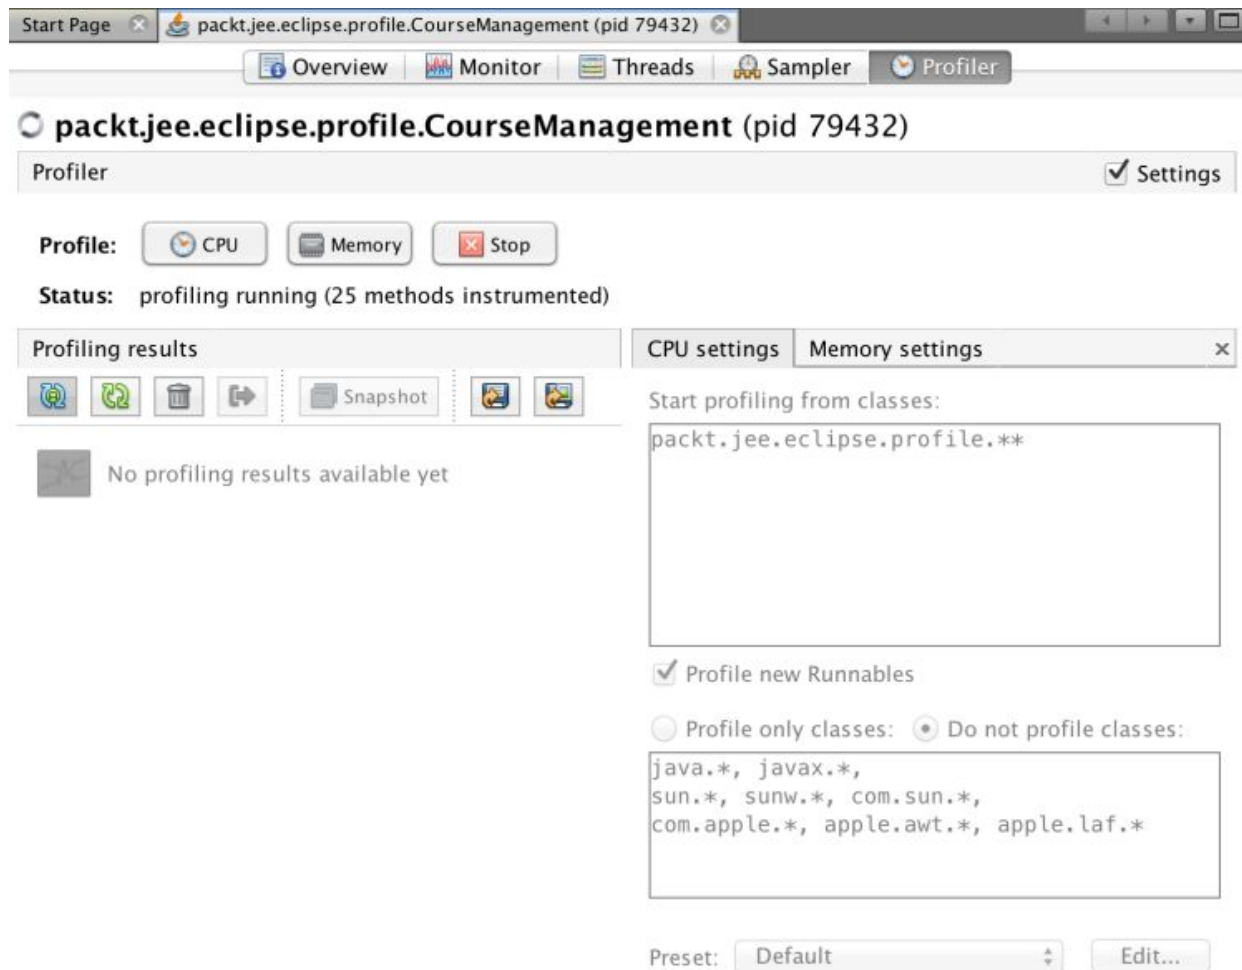 Start Page packt.jee.eclipse.profile.CourseManagement (pid 79432)
Overview Monitor Threads Sampler Profiler
packt.jee.eclipse.profile.CourseManagement (pid 79432)
Profiler Settings
Profile: CPU Memory Stop
Status: profiling running (25 methods instrumented)
Profiling results
Snapshot
No profiling results available yet
CPU settings Memory settings
Start profiling from classes:
packt.jee.eclipse.profile.**
Profile new Runnables
Profile only classes: Do not profile classes:
java.*, javax.*,
sun.*, sunw.*, com.sun.*,
com.apple.*, apple.awt.*, apple.laf.*
Preset: Default Edit...